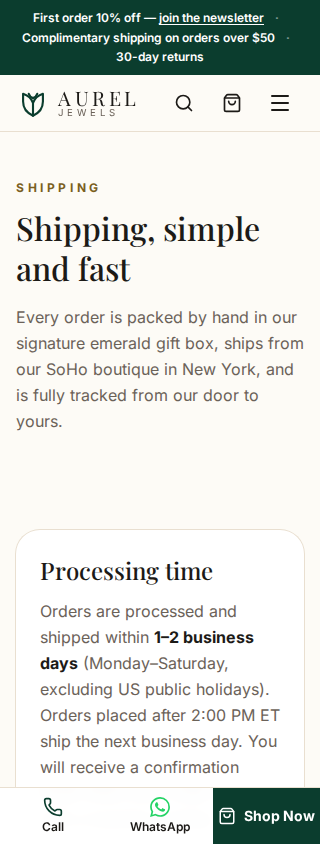 First order 10% off — join the newsletter ·
Complimentary shipping on orders over $50 ·
30-day returns
AUREL
JEWELS
SHIPPING
Shipping, simple
and fast
Every order is packed by hand in our
signature emerald gift box, ships from
our SoHo boutique in New York, and
is fully tracked from our door to
yours.
Processing time
Orders are processed and
shipped within 1–2 business
days (Monday–Saturday,
excluding US public holidays).
Orders placed after 2:00 PM ET
ship the next business day. You
will receive a confirmation
Call
WhatsApp
Shop Now